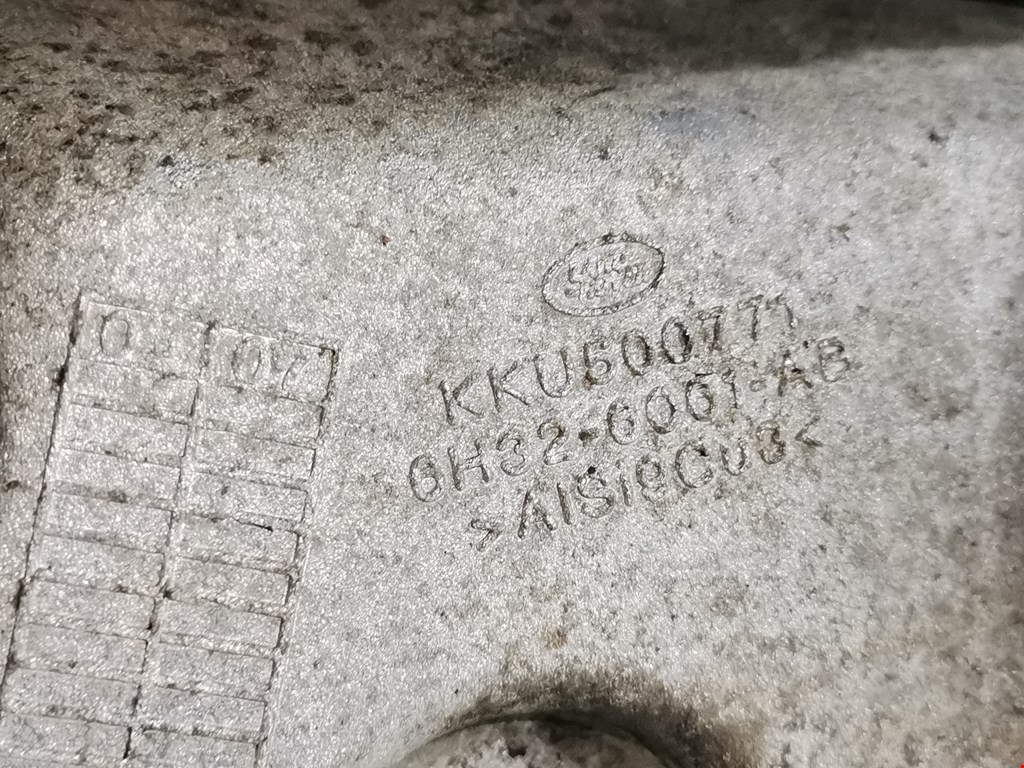 LAND
ROVER
KKU500771
6H32-6061-AB
>AlSi9Cu3<
07